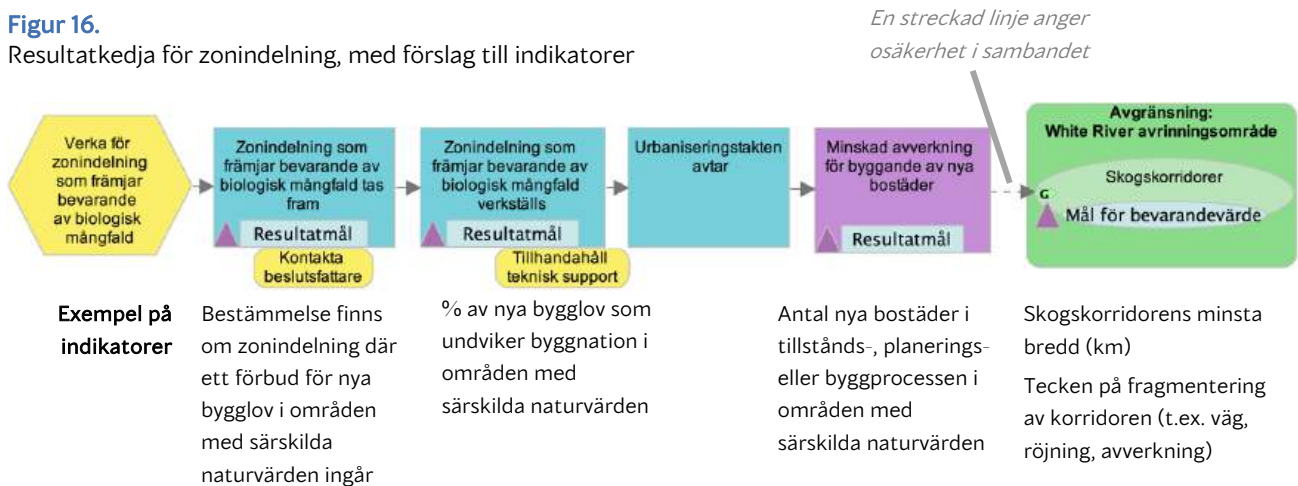 Figur 16.
Resultatkedja för zonindelning, med förslag till indikatorer
En streckad linje anger
osäkerhet i sambandet
Verka för
zonindelning
som främjar
bevarande
av biologisk
mångfald
Zonindelning som
främjar bevarande av
biologisk mångfald tas
fram
Resultatmål
Kontakta
beslutsfattare
Zonindelning som
främjar bevarande av
biologisk mångfald
verkställs
Resultatmål
Tillhandahåll
teknisk support
Urbaniseringstakten
avtar
Minskad avverkning
för byggande av nya
bostäder
Resultatmål
Avgränsning:
White River avrinningsområde
Skogskorridorer
G
Mål för bevarandevärde
Exempel på
indikatorer
Bestämmelse finns
om zonindelning där
ett förbud för nya
bygglov i områden
med särskilda
naturvärden ingår
% av nya bygglov som
undviker byggnation i
områden med
särskilda naturvärden
Antal nya bostäder i
tillstånds-, planerings-
eller byggprocessen i
områden med
särskilda naturvärden
Skogskorridorens minsta
bredd (km)
Tecken på fragmentering
av korridoren (t.ex. väg,
röjning, avverkning)